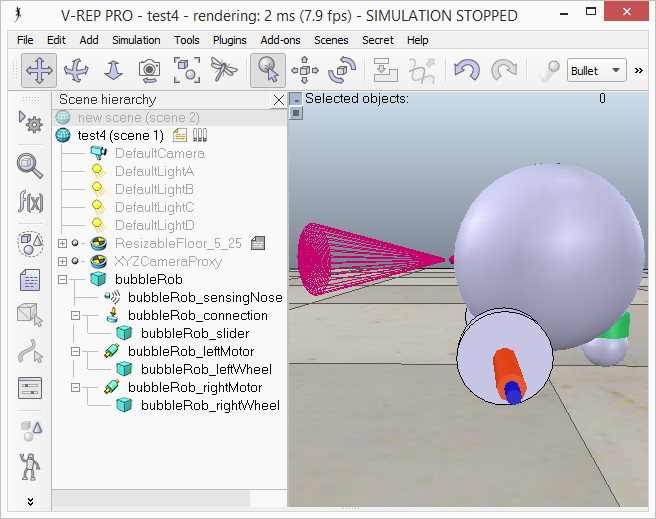 V-REP PRO - test4 - rendering: 2 ms (7.9 fps) - SIMULATION STOPPED
File Edit Add Simulation Tools Plugins Add-ons Scenes Secret Help
Bullet »
Scene hierarchy
Selected objects: 0
new scene (scene 2)
test4 (scene 1)
DefaultCamera
DefaultLightA
DefaultLightB
DefaultLightC
DefaultLightD
ResizableFloor_5_25
XYZCameraProxy
bubbleRob
bubbleRob_sensingNose
bubbleRob_connection
bubbleRob_slider
bubbleRob_leftMotor
bubbleRob_leftWheel
bubbleRob_rightMotor
bubbleRob_rightWheel
f(x)